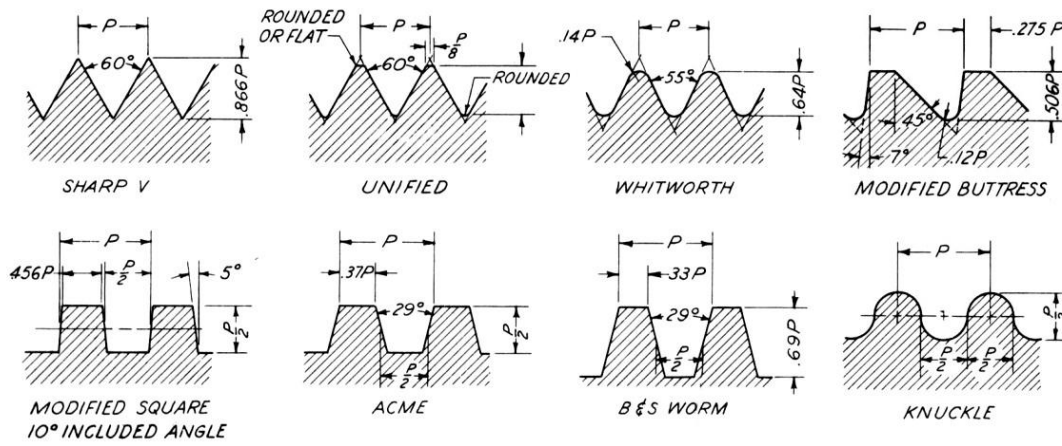 P
60°
.866P
SHARP V
ROUNDED
OR FLAT
P
P/8
60°
ROUNDED
UNIFIED
P
.14P
55°
.64P
WHITWORTH
P
.275P
45°
.506P
7°
.12P
MODIFIED BUTTRESS
P
.456P
P/2
5°
P/2
MODIFIED SQUARE
10° INCLUDED ANGLE
P
.37P
29°
P/2
P/2
ACME
P
.33P
29°
P/2
.69P
B & S WORM
P
P/2
P/2
P/2
KNUCKLE